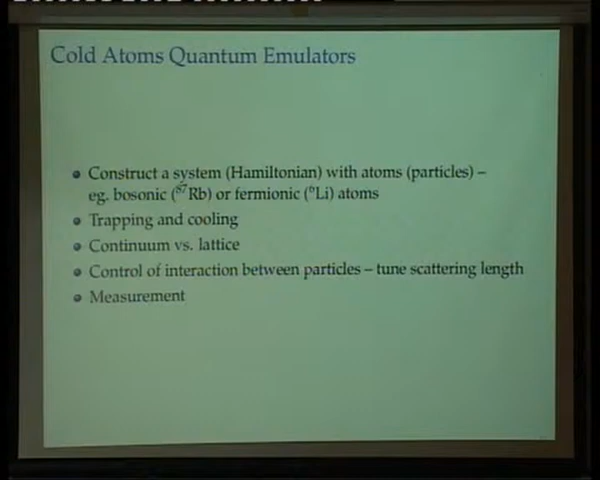 Cold Atoms Quantum Emulators
Construct a system (Hamiltonian) with atoms (particles) –
eg. bosonic (⁸⁷Rb) or fermionic (⁶Li) atoms
Trapping and cooling
Continuum vs. lattice
Control of interaction between particles – tune scattering length
Measurement